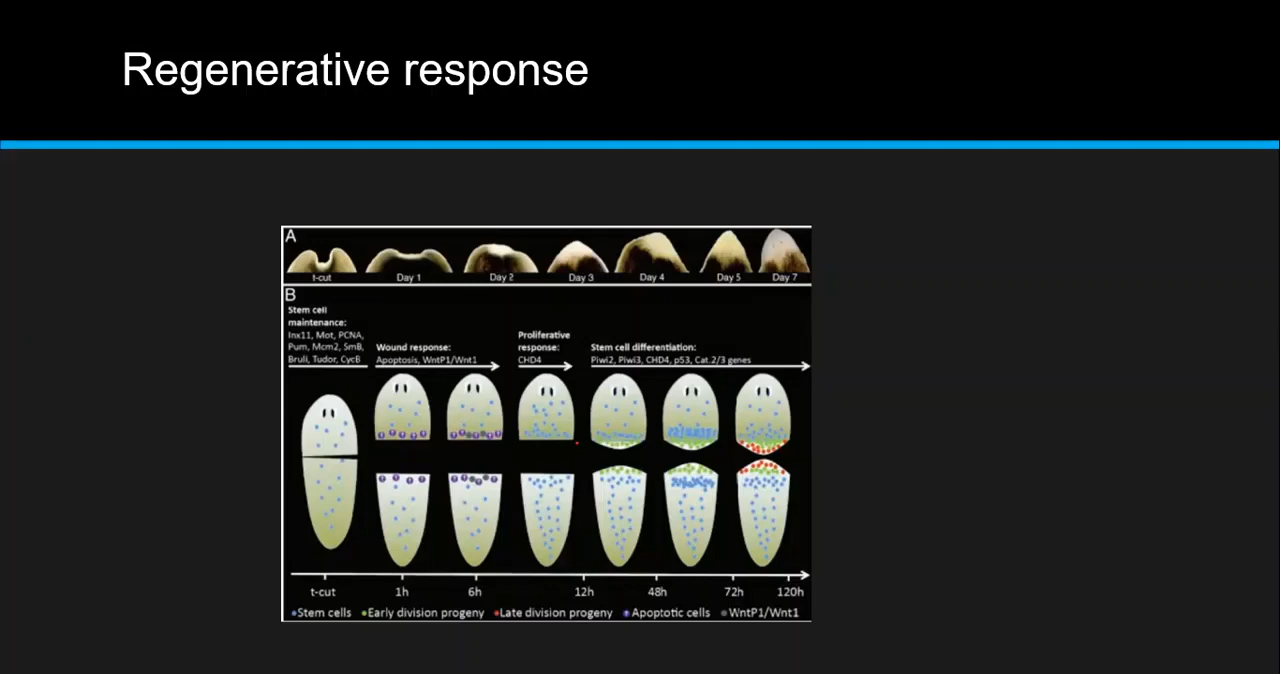 Regenerative response
A
t-cut Day 1 Day 2 Day 3 Day 4 Day 5 Day 7
B
Stem cell
maintenance:
Inx11, Mot, PCNA,
Pum, Mcm2, SmB,
Bruli, Tudor, CycB
Wound response:
Apoptosis, WntP1/Wnt1
Proliferative
response:
CHD4
Stem cell differentiation:
Piwi2, Piwi3, CHD4, p53, Cat.2/3 genes
t-cut 1h 6h 12h 48h 72h 120h
Stem cells Early division progeny Late division progeny Apoptotic cells WntP1/Wnt1